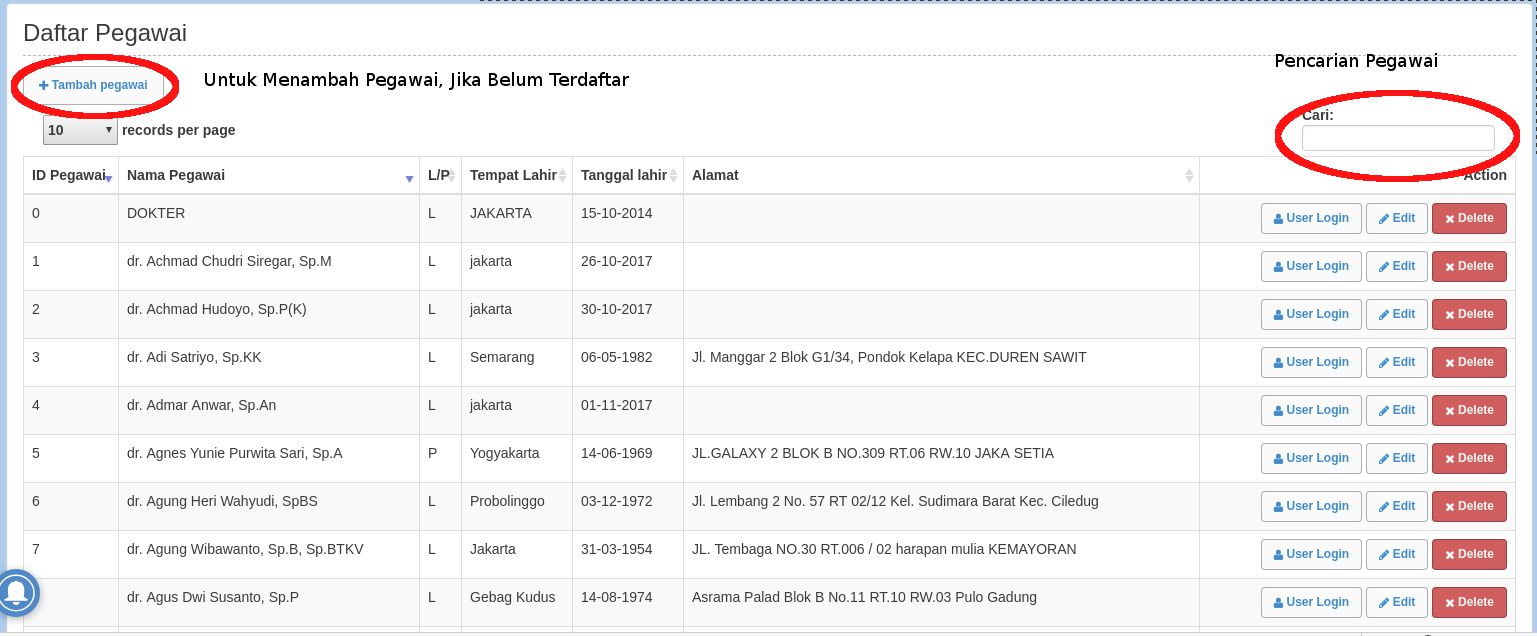 Daftar Pegawai
Pencarian Pegawai
Tambah pegawai Untuk Menambah Pegawai, Jika Belum Terdaftar
Cari:
10 records per page
ID Pegawai Nama Pegawai L/P Tempat Lahir Tanggal lahir Alamat Action
0 DOKTER L JAKARTA 15-10-2014 User Login Edit Delete
1 dr. Achmad Chudri Siregar, Sp.M L jakarta 26-10-2017 User Login Edit Delete
2 dr. Achmad Hudoyo, Sp.P(K) L jakarta 30-10-2017 User Login Edit Delete
3 dr. Adi Satriyo, Sp.KK L Semarang 06-05-1982 Jl. Manggar 2 Blok G1/34, Pondok Kelapa KEC.DUREN SAWIT User Login Edit Delete
4 dr. Admar Anwar, Sp.An L jakarta 01-11-2017 User Login Edit Delete
5 dr. Agnes Yunie Purwita Sari, Sp.A P Yogyakarta 14-06-1969 JL.GALAXY 2 BLOK B NO.309 RT.06 RW.10 JAKA SETIA User Login Edit Delete
6 dr. Agung Heri Wahyudi, SpBS L Probolinggo 03-12-1972 Jl. Lembang 2 No. 57 RT 02/12 Kel. Sudimara Barat Kec. Ciledug User Login Edit Delete
7 dr. Agung Wibawanto, Sp.B, Sp.BTKV L Jakarta 31-03-1954 JL. Tembaga NO.30 RT.006 / 02 harapan mulia KEMAYORAN User Login Edit Delete
dr. Agus Dwi Susanto, Sp.P L Gebag Kudus 14-08-1974 Asrama Palad Blok B No.11 RT.10 RW.03 Pulo Gadung User Login Edit Delete